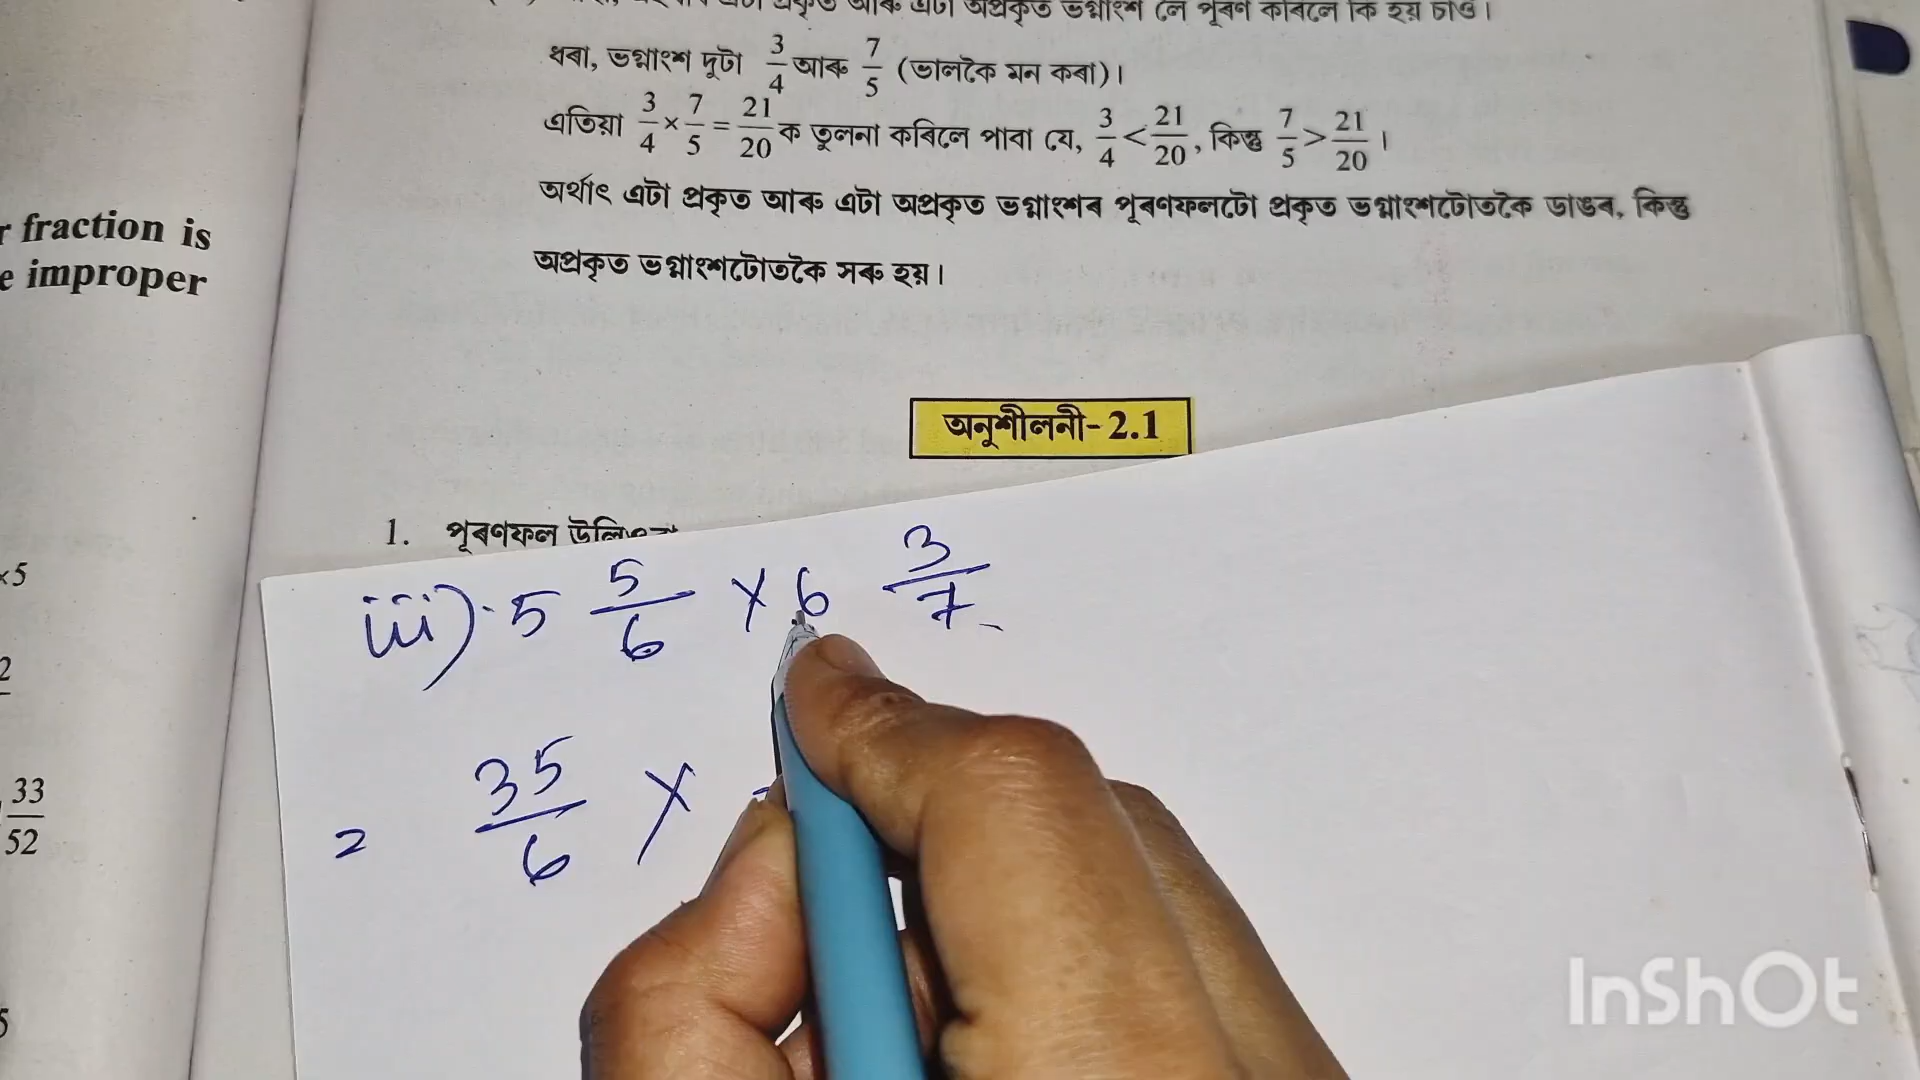 ধৰা, ভগ্নাংশ দুটা 3/4 আৰু 7/5 (ভালকৈ মন কৰা)।
এতিয়া 3/4 × 7/5 = 21/20 ক তুলনা কৰিলে পাবা যে, 3/4 < 21/20, কিন্তু 7/5 > 21/20 ।
অৰ্থাৎ এটা প্ৰকৃত আৰু এটা অপ্ৰকৃত ভগ্নাংশৰ পূৰণফলটো প্ৰকৃত ভগ্নাংশটোতকৈ ডাঙৰ, কিন্তু
অপ্ৰকৃত ভগ্নাংশটোতকৈ সৰু হয়।
fraction is
improper
অনুশীলনী- 2.1
1. পূৰণফল
×5
33/52
iii) 5 5/6 × 6 3/7
= 35/6 ×
InShOt